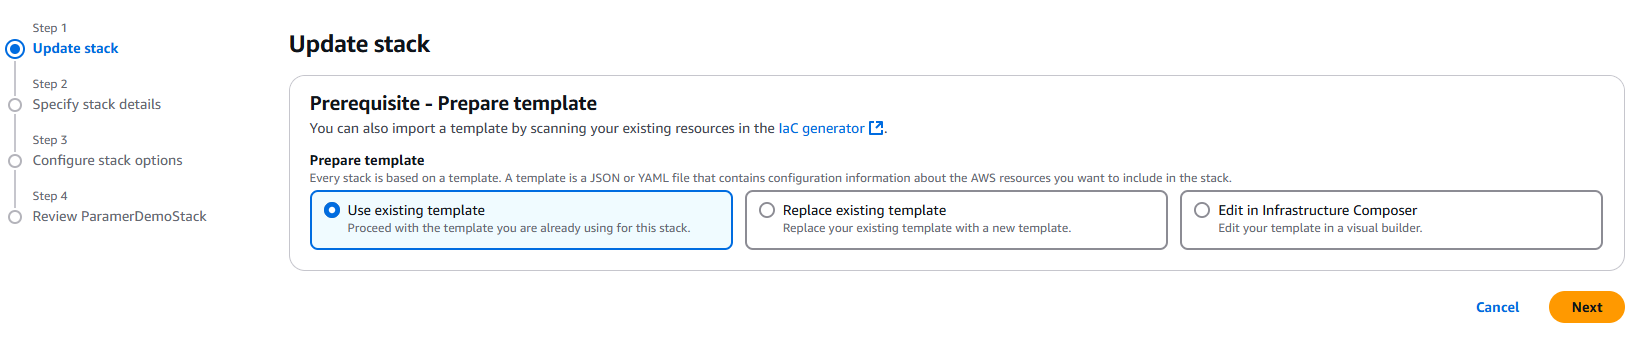 Step 1
Update stack
Step 2
Specify stack details
Step 3
Configure stack options
Step 4
Review ParamerDemoStack
Update stack
Prerequisite - Prepare template
You can also import a template by scanning your existing resources in the IaC generator.
Prepare template
Every stack is based on a template. A template is a JSON or YAML file that contains configuration information about the AWS resources you want to include in the stack.
Use existing template
Proceed with the template you are already using for this stack.
Replace existing template
Replace your existing template with a new template.
Edit in Infrastructure Composer
Edit your template in a visual builder.
Cancel
Next